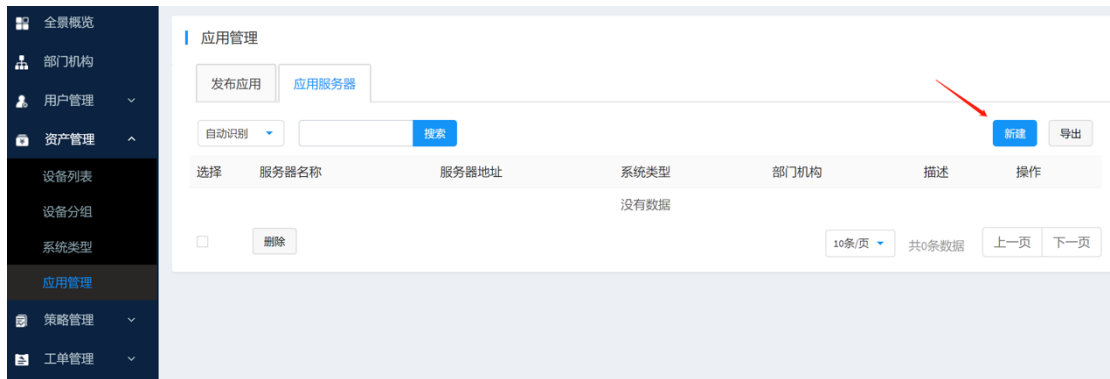 全景概览
部门机构
用户管理
资产管理
设备列表
设备分组
系统类型
应用管理
策略管理
工单管理
应用管理
发布应用 应用服务器
自动识别 搜索 新建 导出
选择 服务器名称 服务器地址 系统类型 部门机构 描述 操作
没有数据
删除 10条/页 共0条数据 上一页 下一页